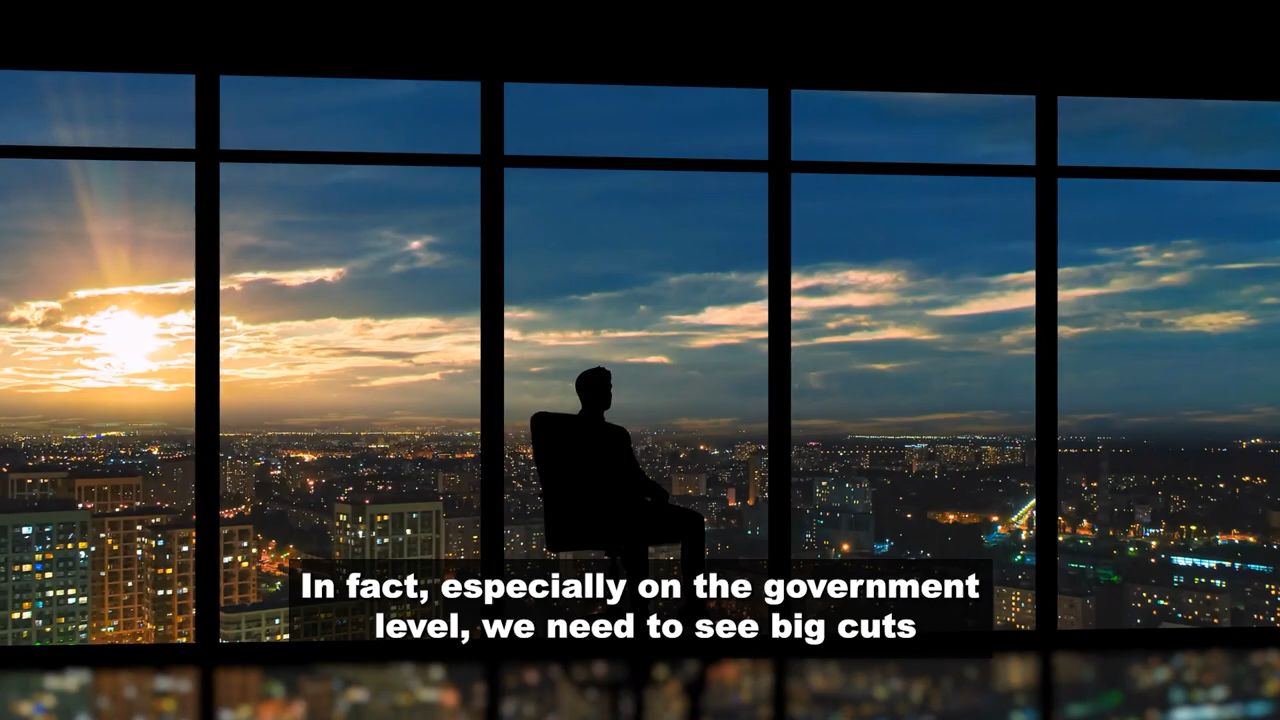 In fact, especially on the government
level, we need to see big cuts